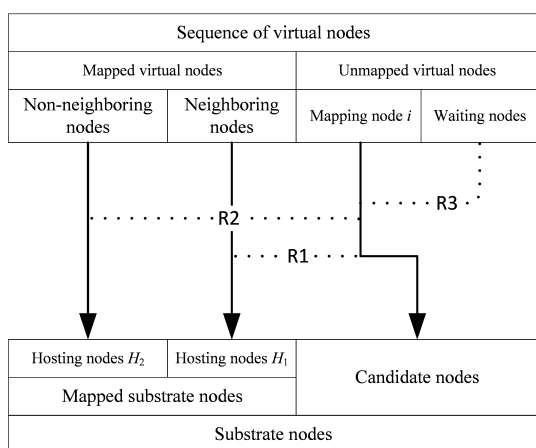 Sequence of virtual nodes
Mapped virtual nodes
Unmapped virtual nodes
Non-neighboring
nodes
Neighboring
nodes
Mapping node i
Waiting nodes
R3
R2
R1
Hosting nodes H₂
Hosting nodes H₁
Candidate nodes
Mapped substrate nodes
Substrate nodes